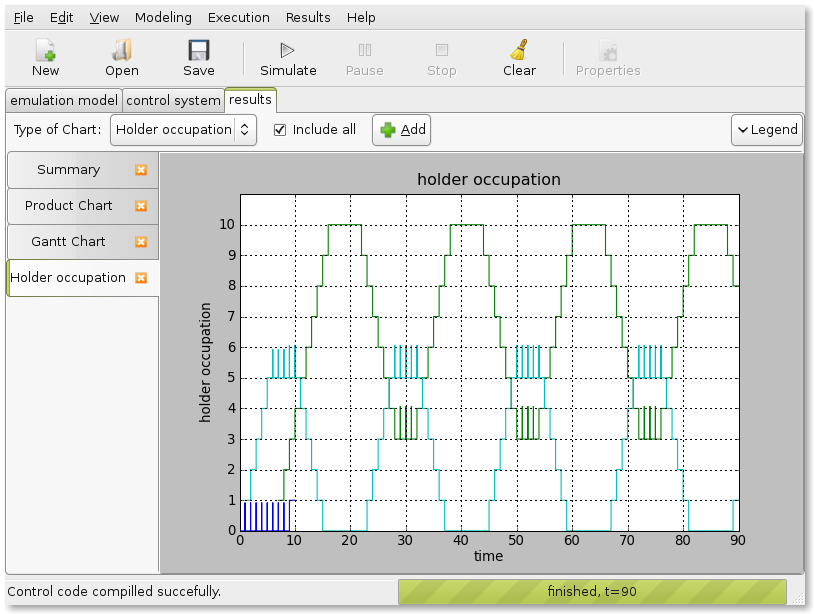 File Edit View Modeling Execution Results Help
New Open Save Simulate Pause Stop Clear Properties
emulation model control system results
Type of Chart: Holder occupation Include all Add Legend
Summary
Product Chart
Gantt Chart
Holder occupation
holder occupation
holder occupation
10
9
8
7
6
5
4
3
2
1
0
0 10 20 30 40 50 60 70 80 90
time
Control code compilled succefully.
finished, t=90